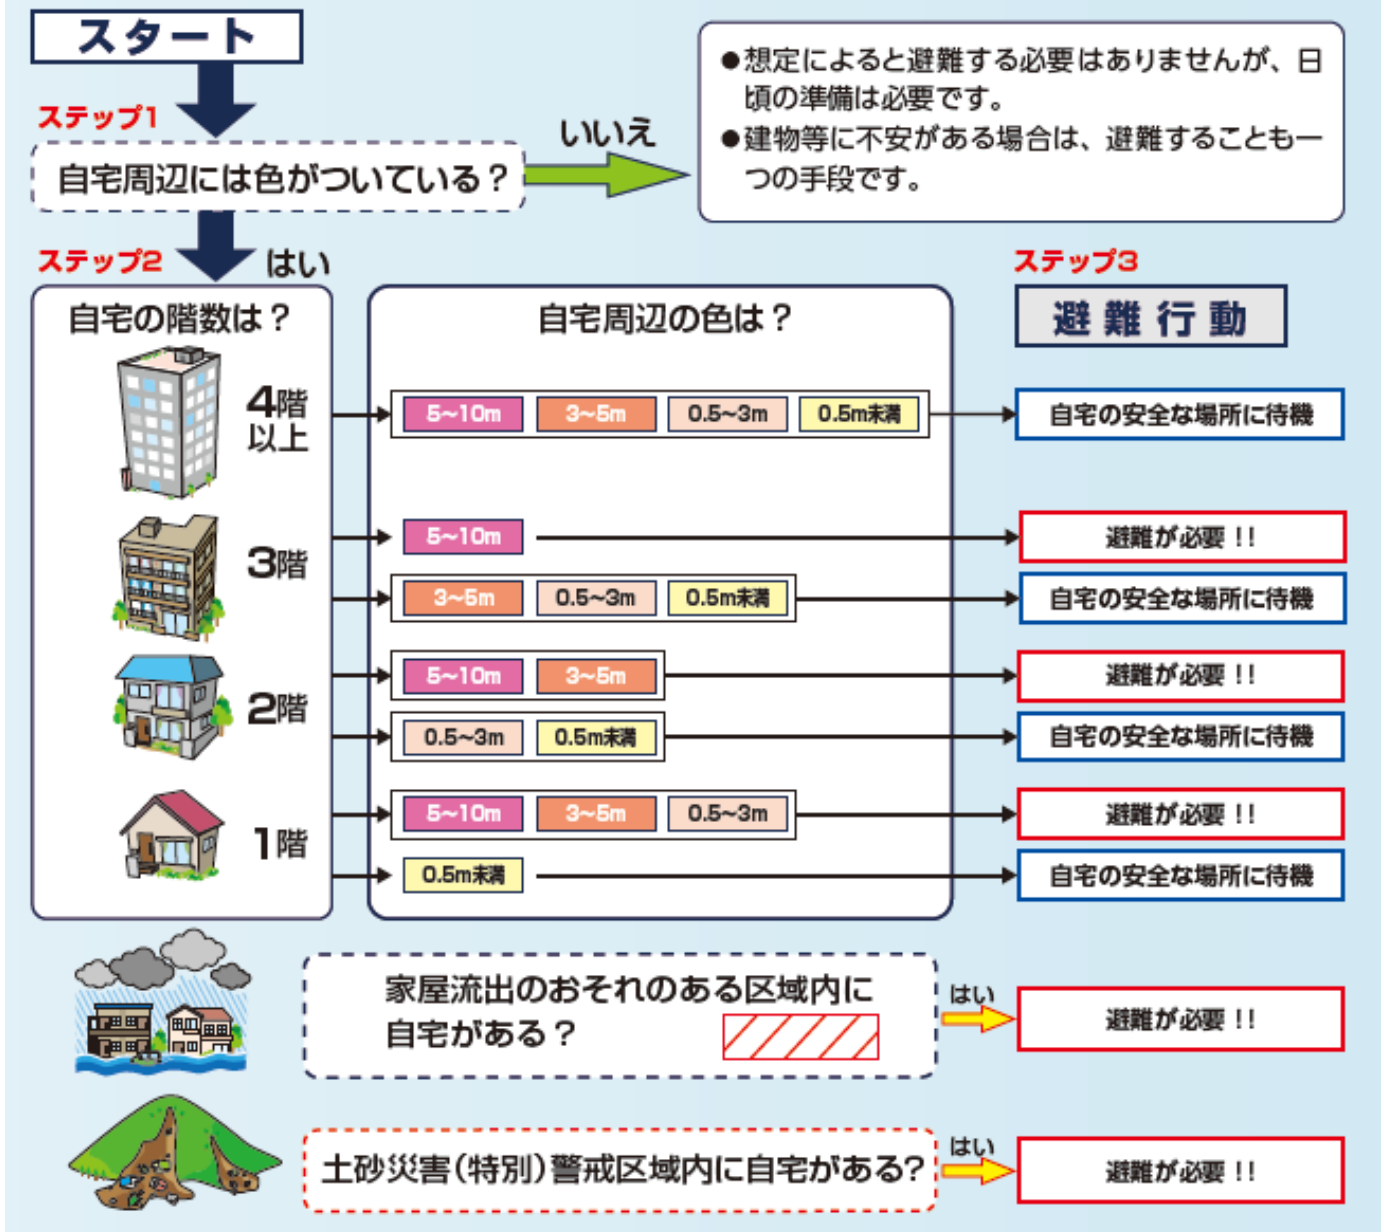 スタート
ステップ1
自宅周辺には色がついている？
いいえ
●想定によると避難する必要はありませんが、日
頃の準備は必要です。
●建物等に不安がある場合は、避難することも一
つの手段です。
ステップ2
はい
自宅の階数は？
自宅周辺の色は？
ステップ3
避難行動
4階
以上
5〜10m 3〜5m 0.5〜3m 0.5m未満
自宅の安全な場所に待機
3階
5〜10m
避難が必要！！
3〜5m 0.5〜3m 0.5m未満
自宅の安全な場所に待機
2階
5〜10m 3〜5m
避難が必要！！
0.5〜3m 0.5m未満
自宅の安全な場所に待機
1階
5〜10m 3〜5m 0.5〜3m
避難が必要！！
0.5m未満
自宅の安全な場所に待機
家屋流出のおそれのある区域内に
自宅がある？
はい
避難が必要！！
土砂災害(特別)警戒区域内に自宅がある?
はい
避難が必要！！